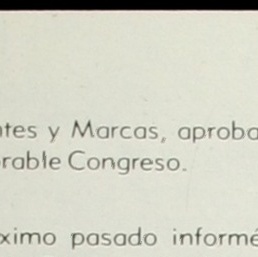 ntes y Marcas, aproba
rable Congreso.
ximo pasado informé